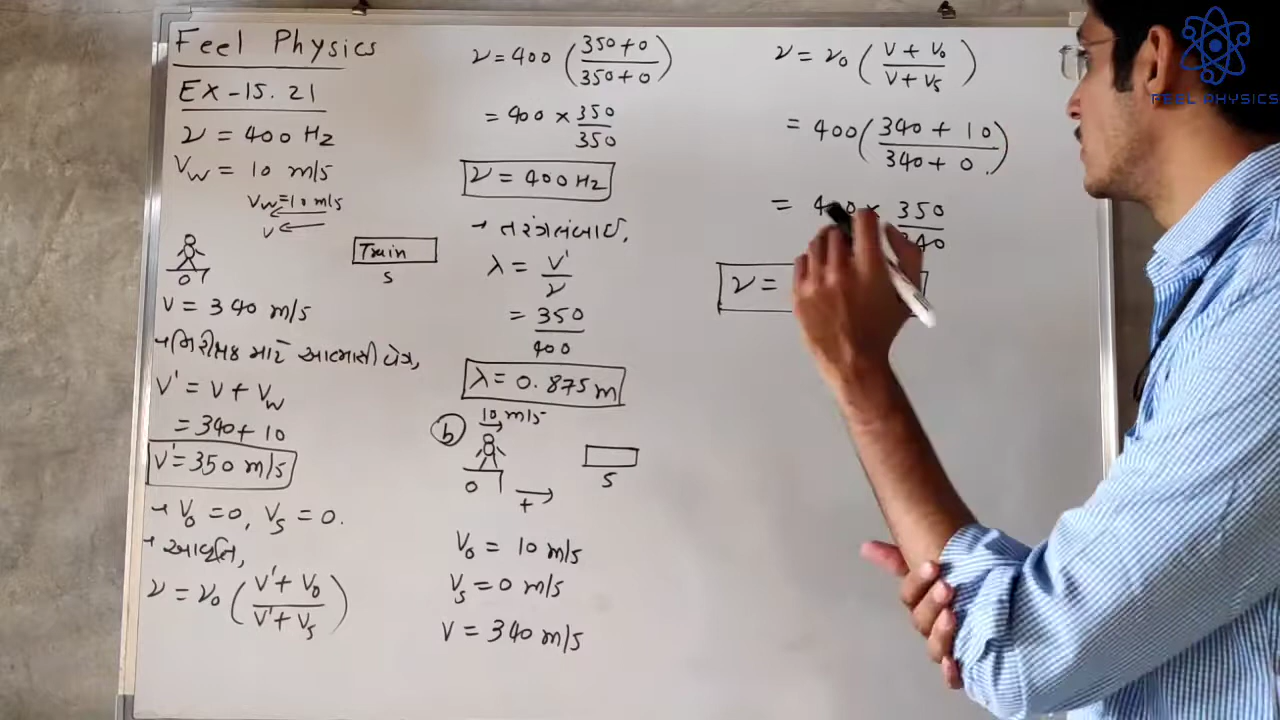 Feel Physics
EX-15.21
ν = 400 Hz
Vw = 10 m/s
Vw=10 m/s
v
Train
O
S
v = 340 m/s
v' = v + Vw
= 340 + 10
v' = 350 m/s
V₀ = 0, Vs = 0.
આવૃત્તિ,
ν = ν₀ (v' + V₀ / v' + Vs)
ν = 400 (350+0 / 350+0)
= 400 × 350 / 350
ν = 400 Hz
તરંગલંબાઈ,
λ = v' / ν
= 350 / 400
λ = 0.875 m
(b)
10 m/s
O
S
+
V₀ = 10 m/s
Vs = 0 m/s
v = 340 m/s
ν = ν₀ (v + V₀ / v + Vs)
= 400 (340 + 10 / 340 + 0)
= 400 × 350 / 340
ν =
FEEL PHYSICS